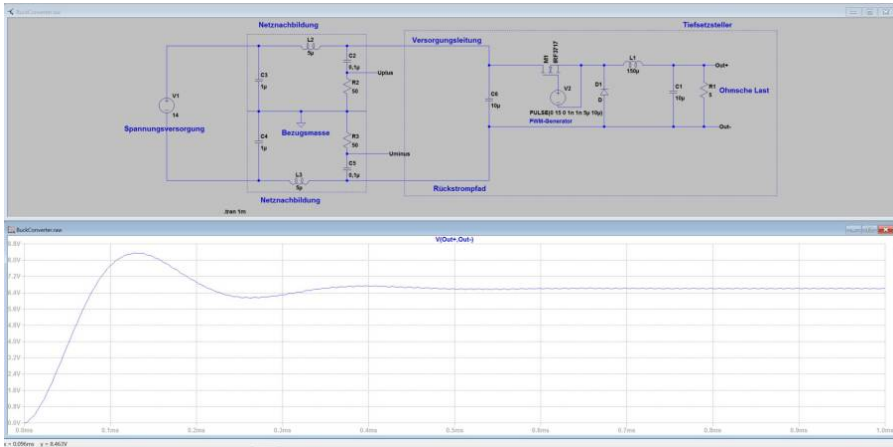 BuckConverter.asc
Netznachbildung
Tiefsetzsteller
L2
5µ
C2
0,1µ
Uplus
R2
50
C3
1µ
V1
14
Spannungsversorgung
Bezugsmasse
C4
1µ
R3
50
Uminus
C5
0,1µ
L3
5µ
Netznachbildung
.tran 1m
Versorgungsleitung
M1
IRF3717
V2
PULSE(0 15 0 1n 1n 5µ 10µ)
PWM-Generator
C6
10µ
D1
D
L1
150µ
C1
10µ
R1
5
Out+
Out-
Ohmsche Last
Rückstrompfad
BuckConverter.raw
V(Out+,Out-)
8.8V
8.0V
7.2V
6.4V
5.6V
4.8V
4.0V
3.2V
2.4V
1.6V
0.8V
0.0V
0.0ms
0.1ms
0.2ms
0.3ms
0.4ms
0.5ms
0.6ms
0.7ms
0.8ms
0.9ms
1.0ms
x = 0.096ms y = 8.463V